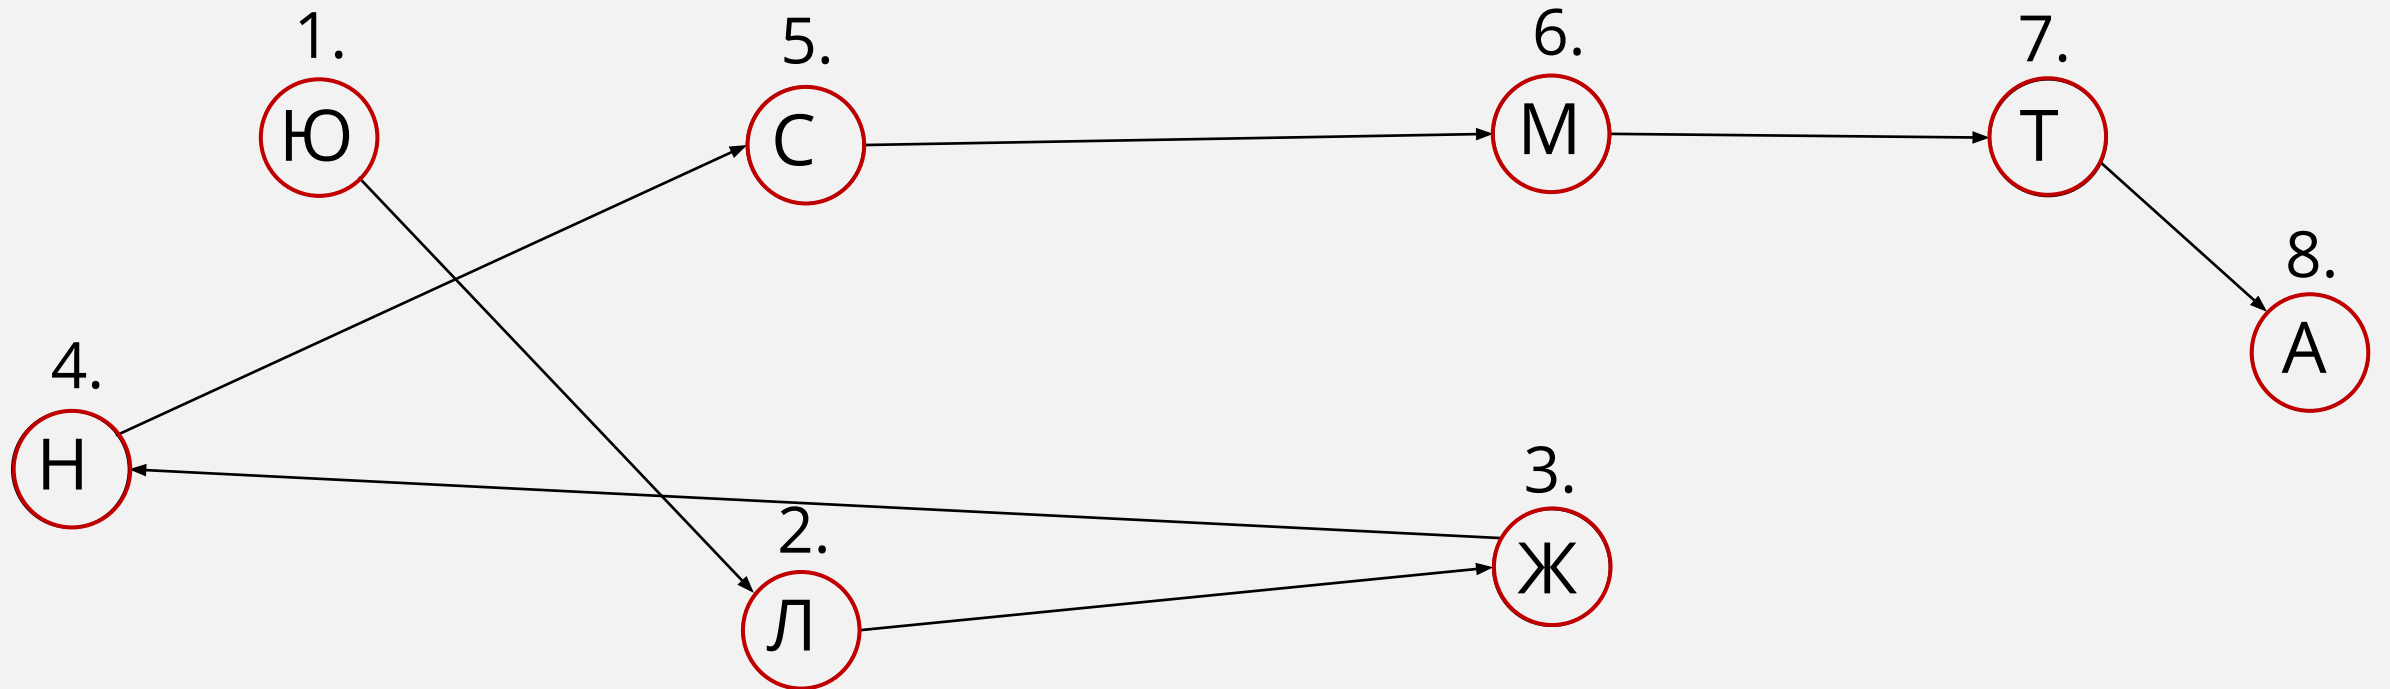 1.
Ю
5.
С
6.
М
7.
Т
8.
А
4.
Н
3.
Ж
2.
Л